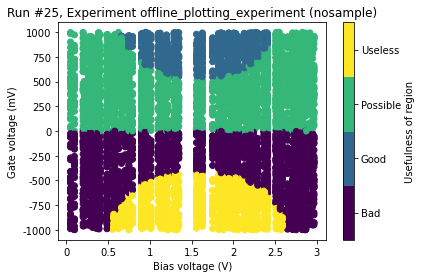 Run #25, Experiment offline_plotting_experiment (nosample)
1000
750
500
250
0
-250
-500
-750
-1000
Gate voltage (mV)
0 0.5 1 1.5 2 2.5 3
Bias voltage (V)
Useless
Possible
Good
Bad
Usefulness of region